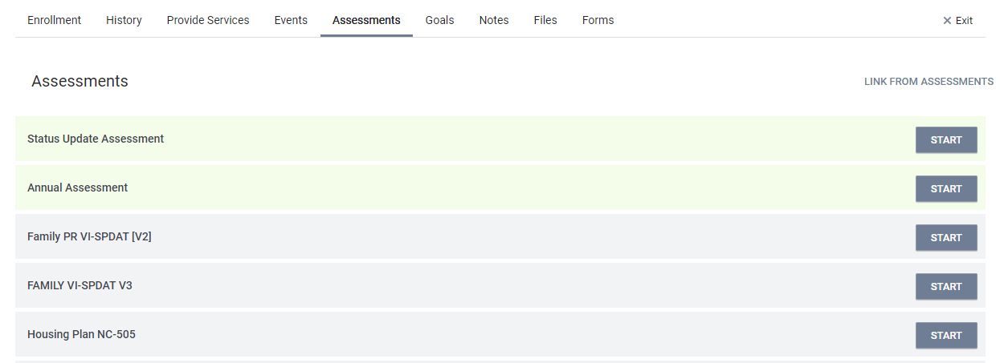 Enrollment History Provide Services Events Assessments Goals Notes Files Forms × Exit
Assessments LINK FROM ASSESSMENTS
Status Update Assessment START
Annual Assessment START
Family PR VI-SPDAT [V2] START
FAMILY VI-SPDAT V3 START
Housing Plan NC-505 START